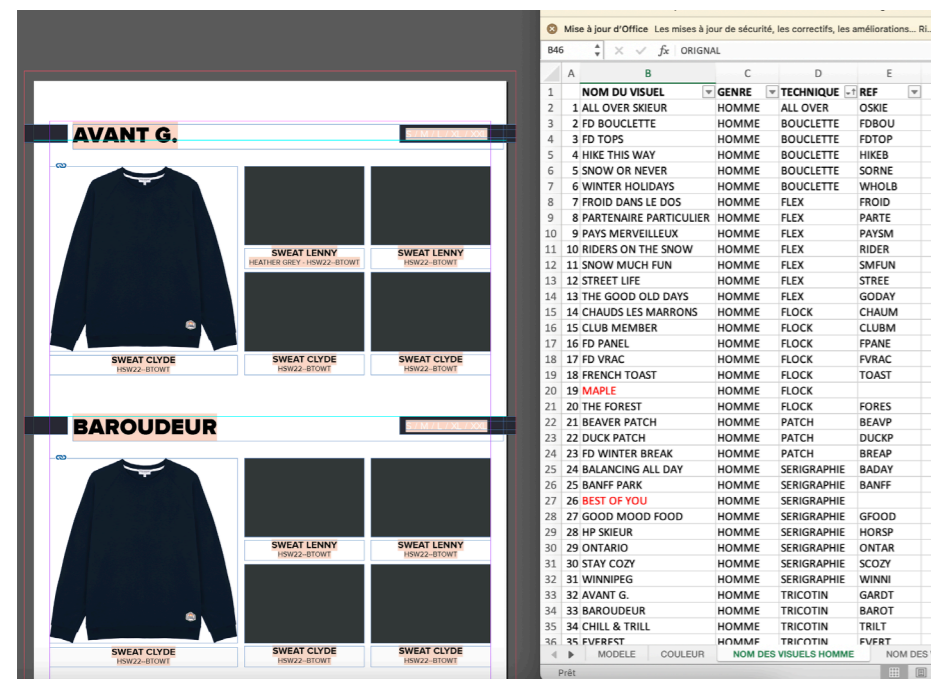 AVANT G.
S / M / L / XL / XXL
SWEAT LENNY
HEATHER GREY - HSW22--BTOWT
SWEAT LENNY
HSW22--BTOWT
SWEAT CLYDE
HSW22--BTOWT
SWEAT CLYDE
HSW22--BTOWT
SWEAT CLYDE
HSW22--BTOWT
BAROUDEUR
S / M / L / XL / XXL
SWEAT LENNY
HSW22--BTOWT
SWEAT LENNY
HSW22--BTOWT
SWEAT CLYDE
HSW22--BTOWT
SWEAT CLYDE
HSW22--BTOWT
SWEAT CLYDE
HSW22--BTOWT
Mise à jour d'Office Les mises à jour de sécurité, les correctifs, les améliorations... Ri...
B46 fx ORIGNAL
A B C D E
1 NOM DU VISUEL GENRE TECHNIQUE REF
2 1 ALL OVER SKIEUR HOMME ALL OVER OSKIE
3 2 FD BOUCLETTE HOMME BOUCLETTE FDBOU
4 3 FD TOPS HOMME BOUCLETTE FDTOP
5 4 HIKE THIS WAY HOMME BOUCLETTE HIKEB
6 5 SNOW OR NEVER HOMME BOUCLETTE SORNE
7 6 WINTER HOLIDAYS HOMME BOUCLETTE WHOLB
8 7 FROID DANS LE DOS HOMME FLEX FROID
9 8 PARTENAIRE PARTICULIER HOMME FLEX PARTE
10 9 PAYS MERVEILLEUX HOMME FLEX PAYSM
11 10 RIDERS ON THE SNOW HOMME FLEX RIDER
12 11 SNOW MUCH FUN HOMME FLEX SMFUN
13 12 STREET LIFE HOMME FLEX STREE
14 13 THE GOOD OLD DAYS HOMME FLEX GODAY
15 14 CHAUDS LES MARRONS HOMME FLOCK CHAUM
16 15 CLUB MEMBER HOMME FLOCK CLUBM
17 16 FD PANEL HOMME FLOCK FPANE
18 17 FD VRAC HOMME FLOCK FVRAC
19 18 FRENCH TOAST HOMME FLOCK TOAST
20 19 MAPLE HOMME FLOCK
21 20 THE FOREST HOMME FLOCK FORES
22 21 BEAVER PATCH HOMME PATCH BEAVP
23 22 DUCK PATCH HOMME PATCH DUCKP
24 23 FD WINTER BREAK HOMME PATCH BREAP
25 24 BALANCING ALL DAY HOMME SERIGRAPHIE BADAY
26 25 BANFF PARK HOMME SERIGRAPHIE BANFF
27 26 BEST OF YOU HOMME SERIGRAPHIE
28 27 GOOD MOOD FOOD HOMME SERIGRAPHIE GFOOD
29 28 HP SKIEUR HOMME SERIGRAPHIE HORSP
30 29 ONTARIO HOMME SERIGRAPHIE ONTAR
31 30 STAY COZY HOMME SERIGRAPHIE SCOZY
32 31 WINNIPEG HOMME SERIGRAPHIE WINNI
33 32 AVANT G. HOMME TRICOTIN GARDT
34 33 BAROUDEUR HOMME TRICOTIN BAROT
35 34 CHILL & TRILL HOMME TRICOTIN TRILT
36 35 EVEREST HOMME TRICOTIN EVERT
MODELE COULEUR NOM DES VISUELS HOMME NOM DES
Prêt